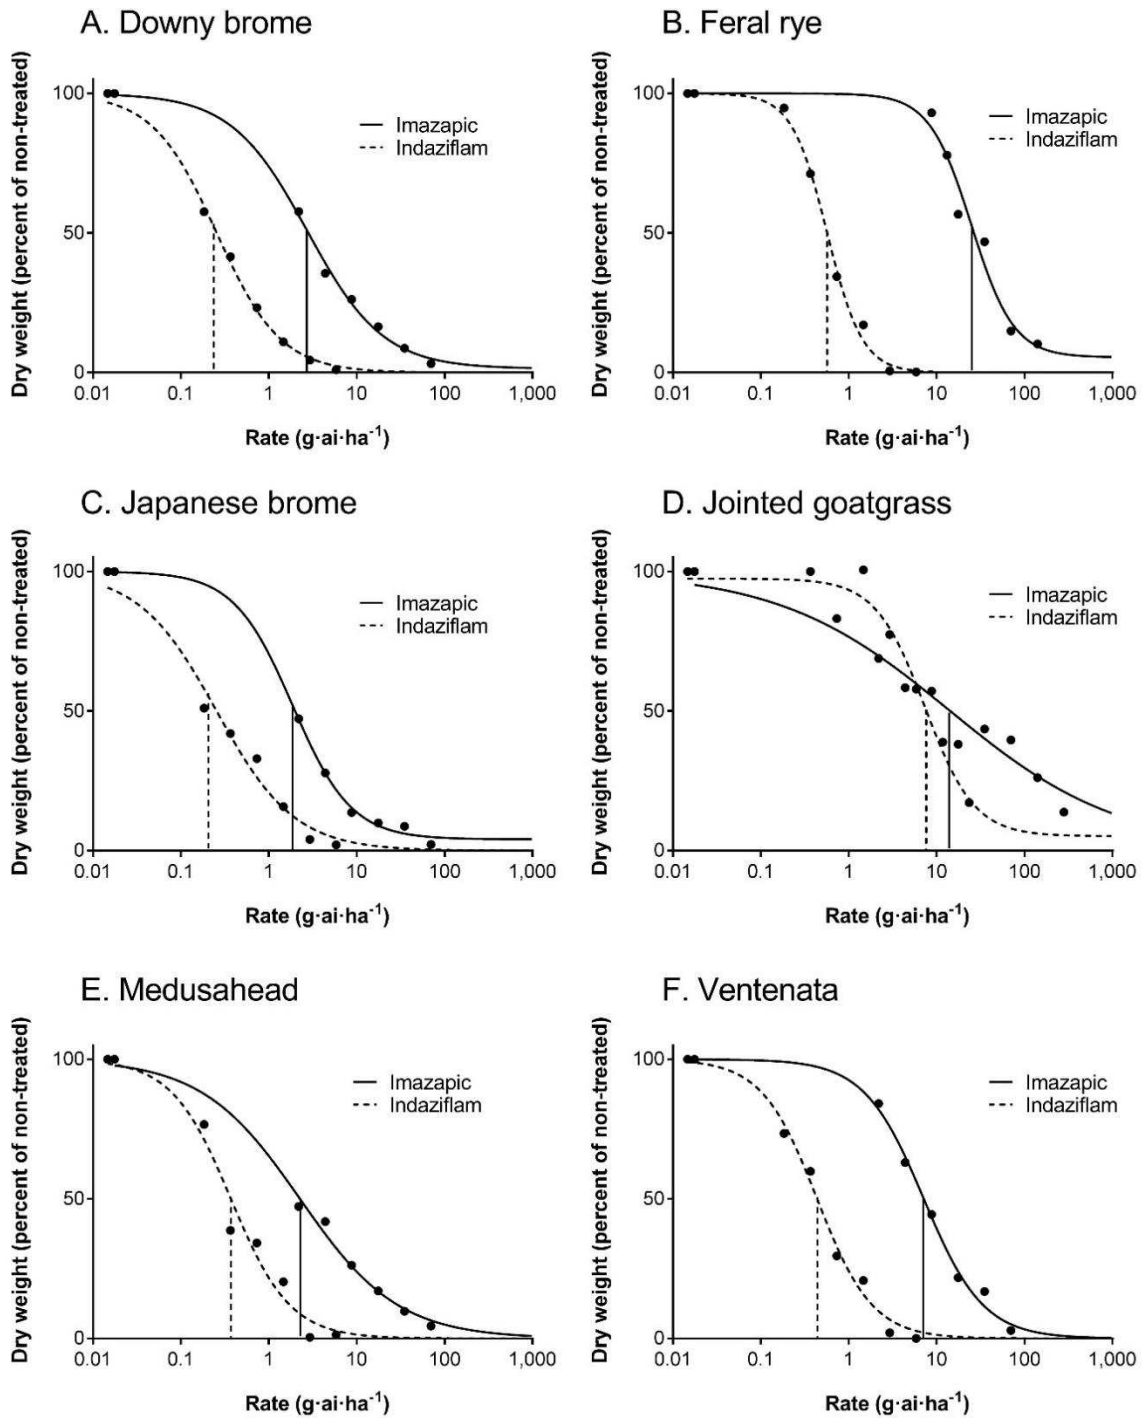 A. Downy brome
Dry weight (percent of non-treated)
100
50
0
Imazapic
Indaziflam
0.01 0.1 1 10 100 1,000
Rate (g·ai·ha⁻¹)
B. Feral rye
Dry weight (percent of non-treated)
100
50
0
Imazapic
Indaziflam
0.01 0.1 1 10 100 1,000
Rate (g·ai·ha⁻¹)
C. Japanese brome
Dry weight (percent of non-treated)
100
50
0
Imazapic
Indaziflam
0.01 0.1 1 10 100 1,000
Rate (g·ai·ha⁻¹)
D. Jointed goatgrass
Dry weight (percent of non-treated)
100
50
0
Imazapic
Indaziflam
0.01 0.1 1 10 100 1,000
Rate (g·ai·ha⁻¹)
E. Medusahead
Dry weight (percent of non-treated)
100
50
0
Imazapic
Indaziflam
0.01 0.1 1 10 100 1,000
Rate (g·ai·ha⁻¹)
F. Ventenata
Dry weight (percent of non-treated)
100
50
0
Imazapic
Indaziflam
0.01 0.1 1 10 100 1,000
Rate (g·ai·ha⁻¹)